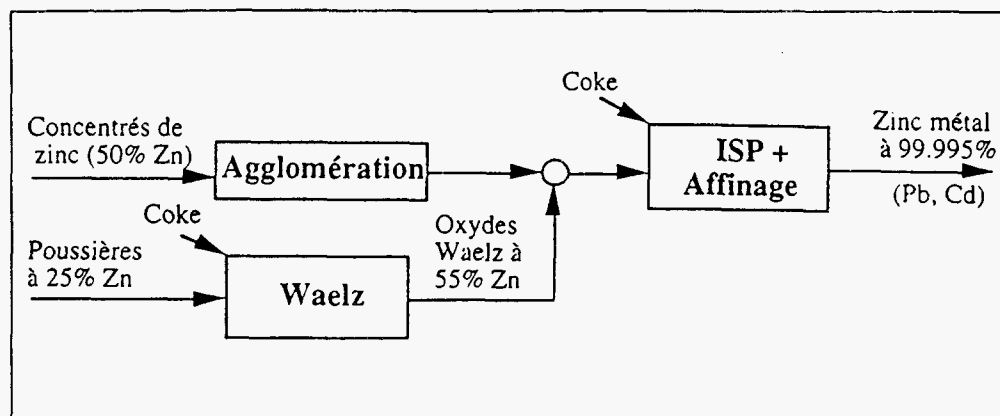 Concentrés de
zinc (50% Zn)
Agglomération
Coke
Poussières
à 25% Zn
Waelz
Oxydes
Waelz à
55% Zn
Coke
ISP +
Affinage
Zinc métal
à 99.995%
(Pb, Cd)